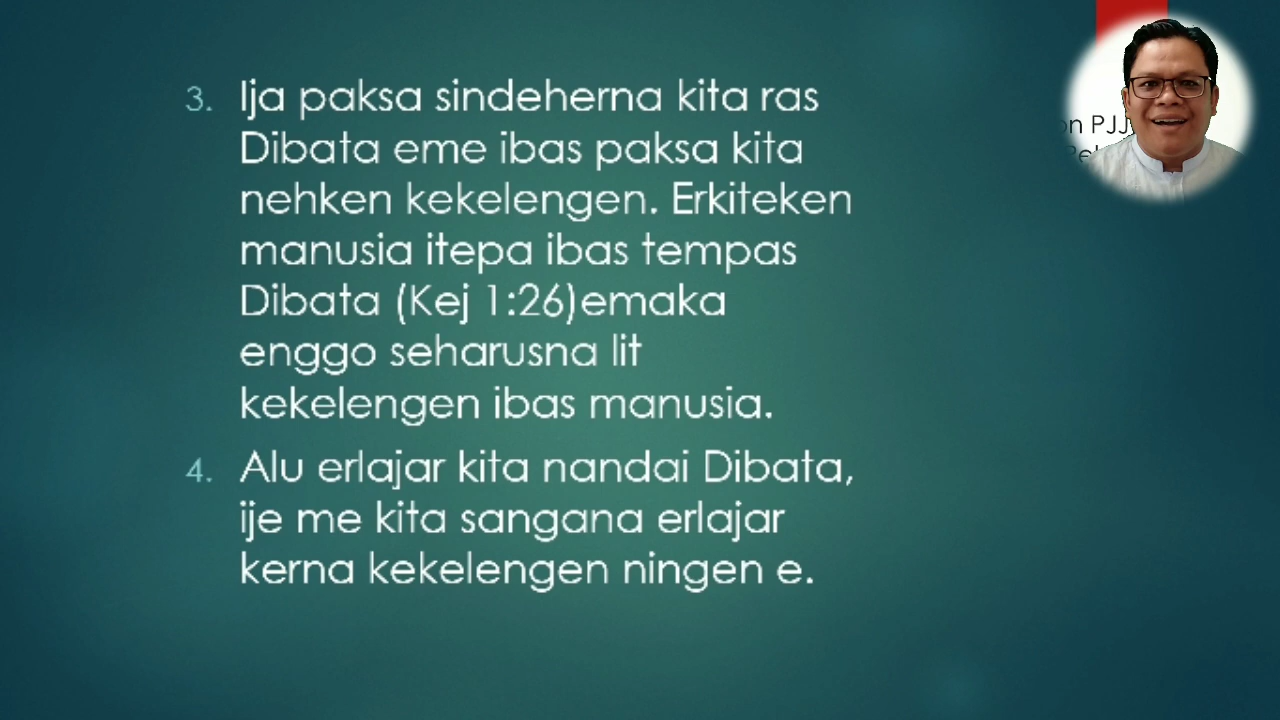 3. Ija paksa sindeherna kita ras
Dibata eme ibas paksa kita
nehken kekelengen. Erkiteken
manusia itepa ibas tempas
Dibata (Kej 1:26)emaka
enggo seharusna lit
kekelengen ibas manusia.
4. Alu erlajar kita nandai Dibata,
ije me kita sangana erlajar
kerna kekelengen ningen e.
PJJ